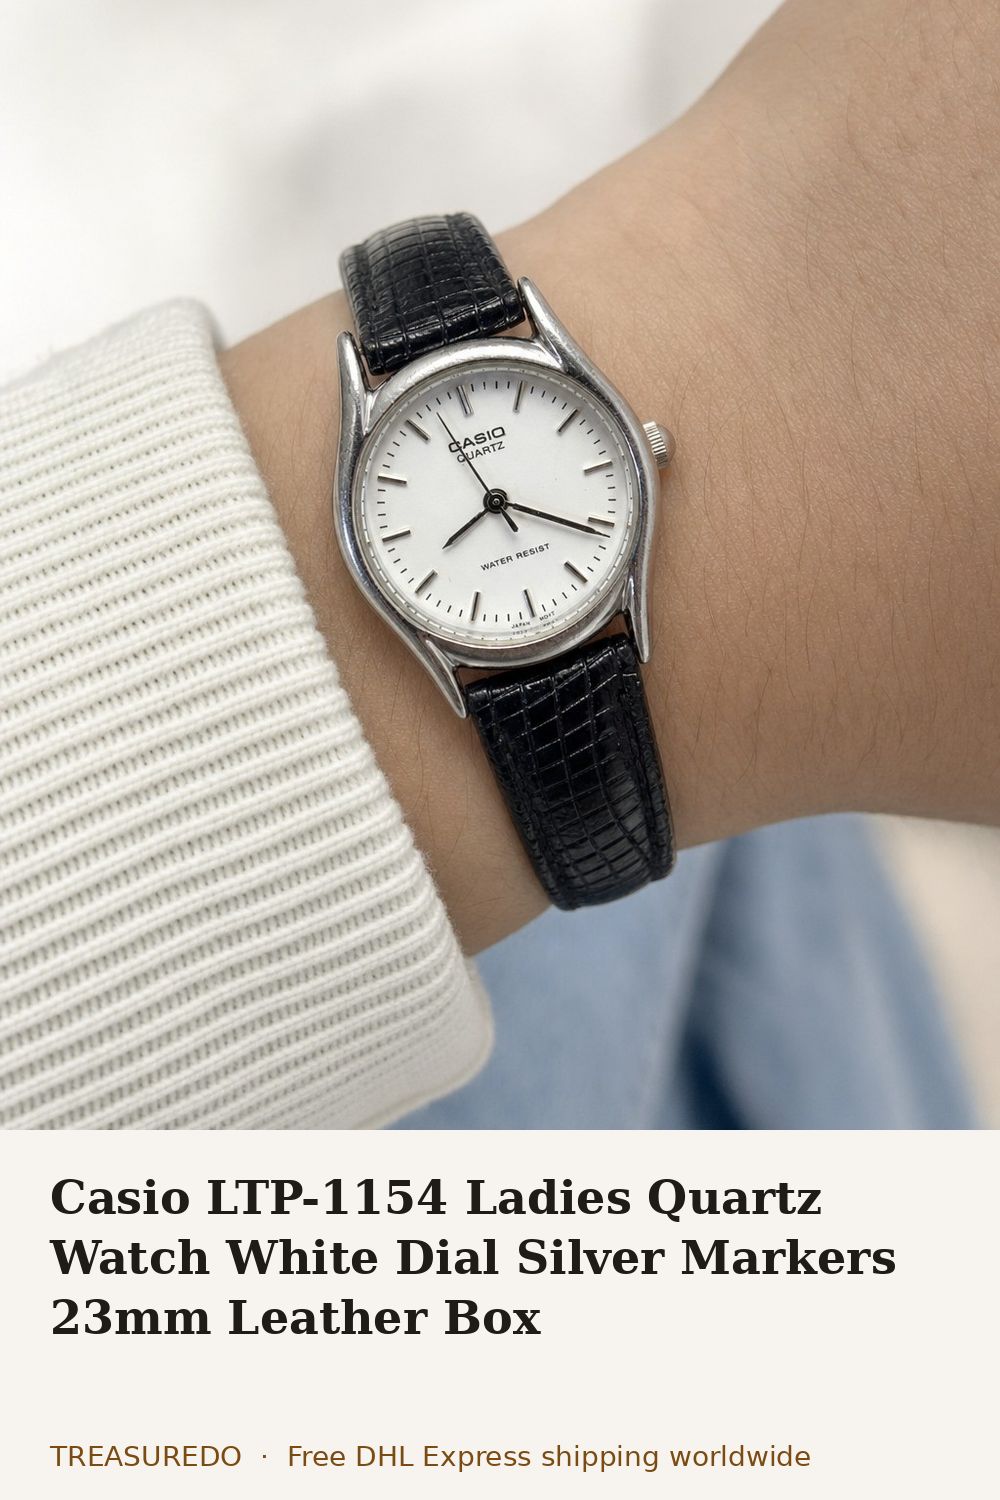 CASIO
QUARTZ
WATER RESIST
Casio LTP-1154 Ladies Quartz
Watch White Dial Silver Markers
23mm Leather Box
TREASUREDO · Free DHL Express shipping worldwide